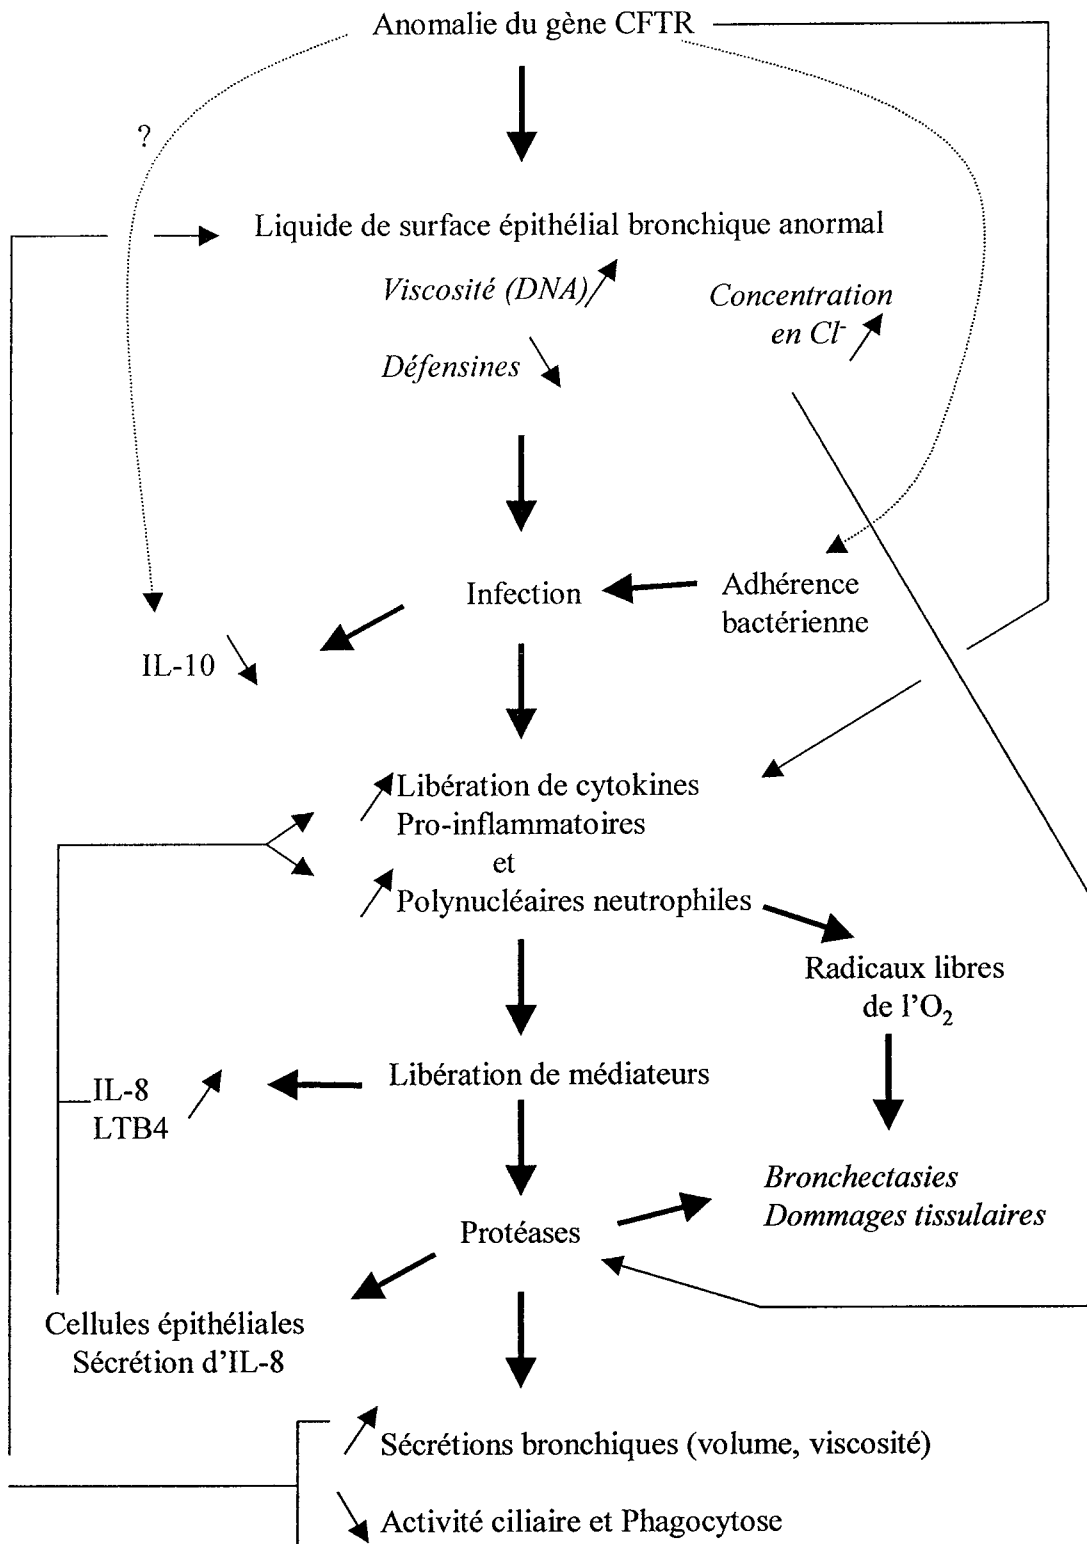 Anomalie du gène CFTR
?
Liquide de surface épithélial bronchique anormal
Viscosité (DNA)
Concentration
en Cl-
Défensines
Infection
Adhérence
bactérienne
IL-10
Libération de cytokines
Pro-inflammatoires
et
Polynucléaires neutrophiles
Radicaux libres
de l'O2
Libération de médiateurs
IL-8
LTB4
Bronchectasies
Dommages tissulaires
Protéases
Cellules épithéliales
Sécrétion d'IL-8
Sécrétions bronchiques (volume, viscosité)
Activité ciliaire et Phagocytose